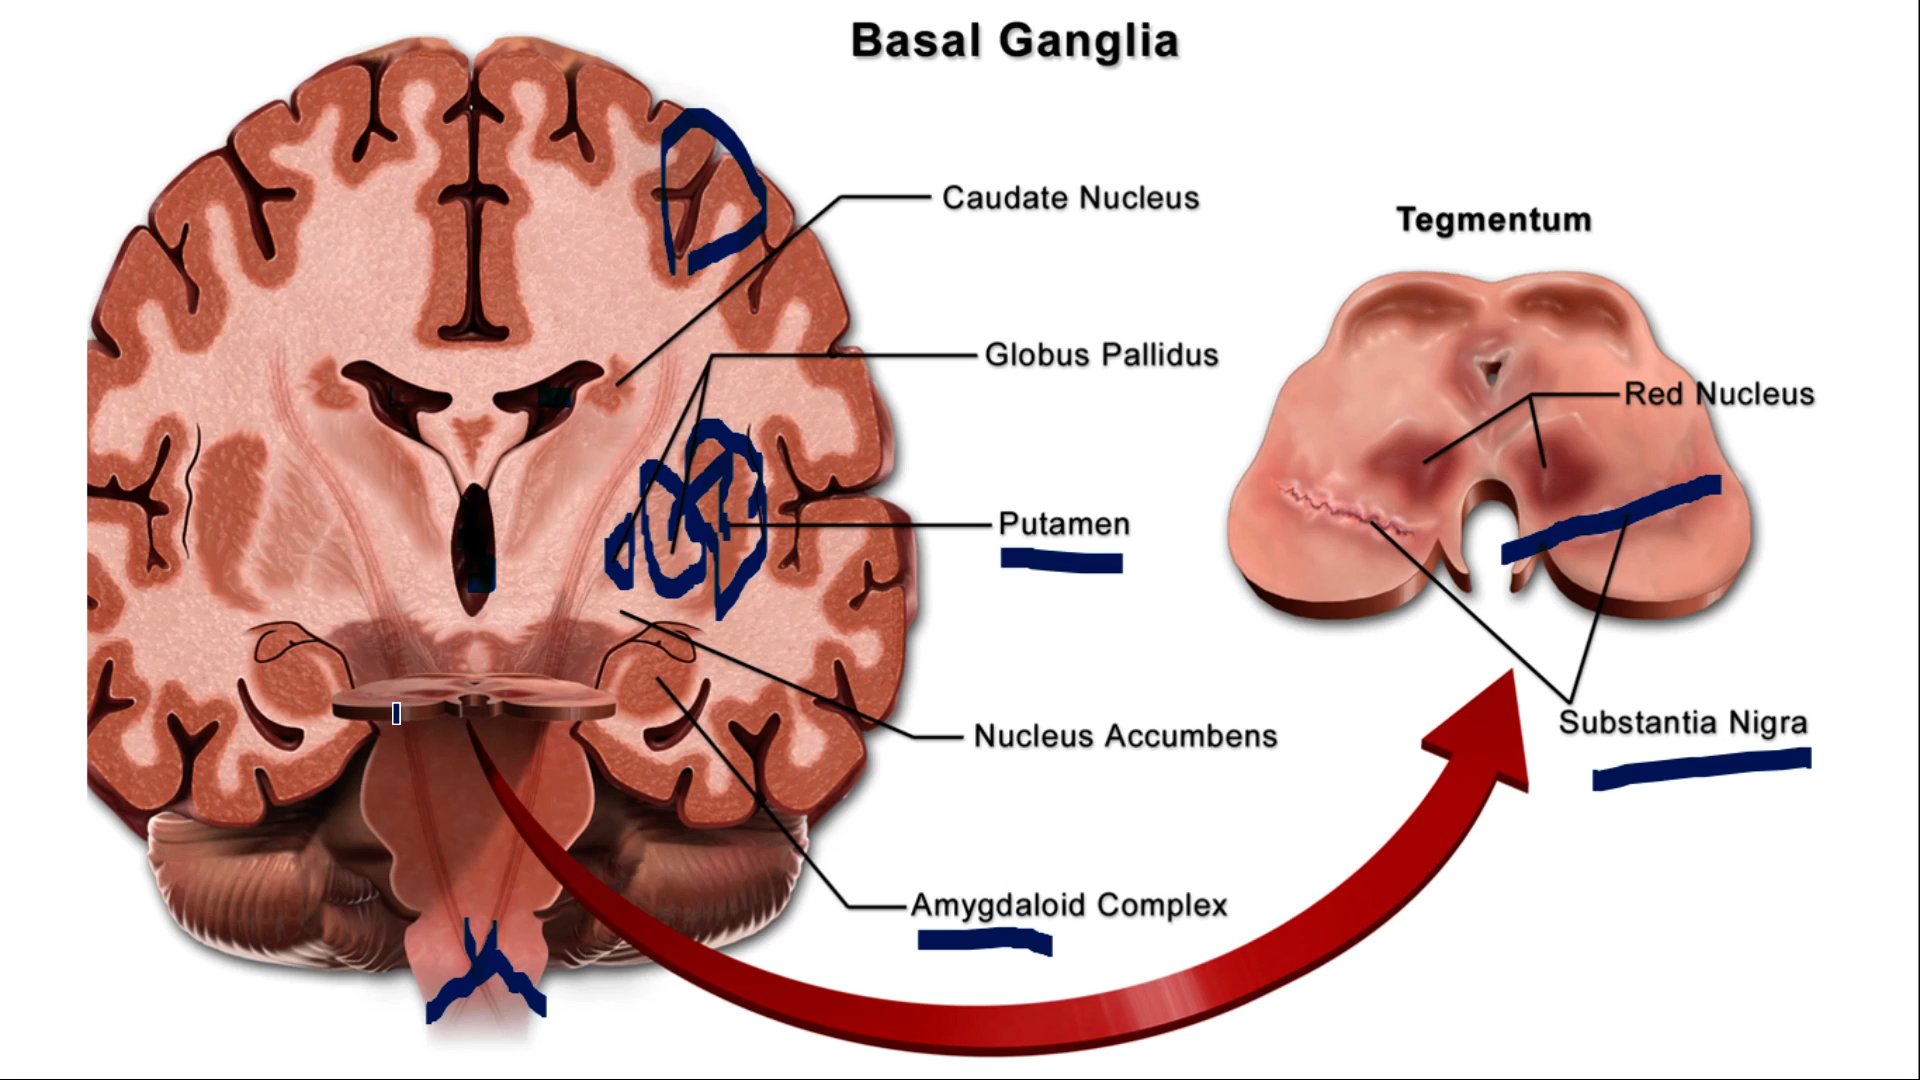 Basal Ganglia
Caudate Nucleus
Globus Pallidus
Putamen
Nucleus Accumbens
Amygdaloid Complex
Tegmentum
Red Nucleus
Substantia Nigra